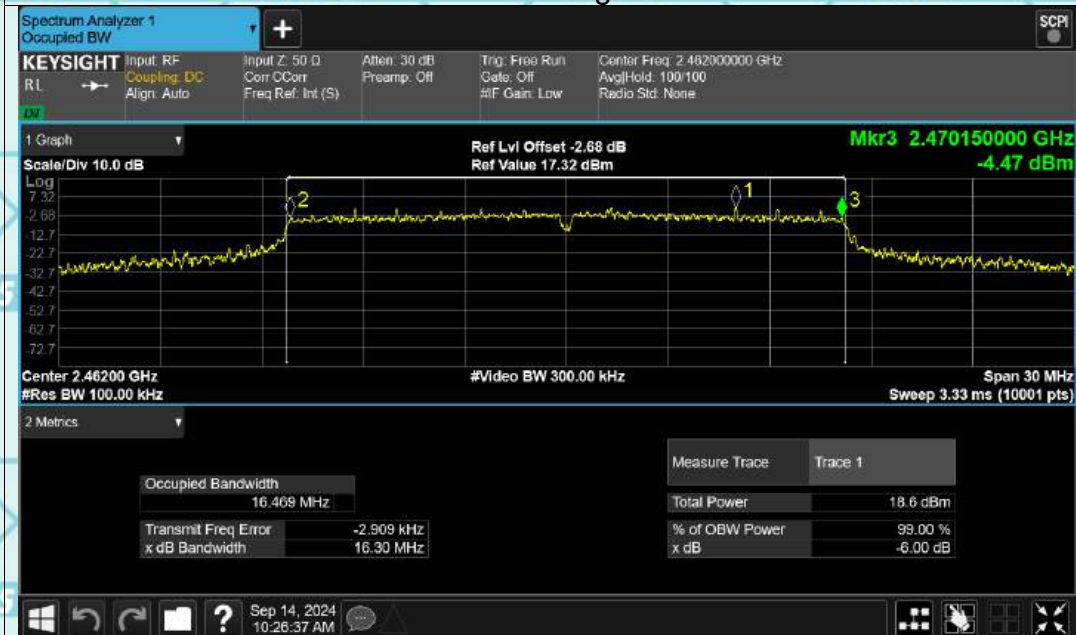 Spectrum Analyzer 1
Occupied BW
+
SCPI
KEYSIGHT
RL
LXI
Input: RF
Coupling: DC
Align: Auto
Input Z: 50 Ω
Corr CCorr
Freq Ref: Int (S)
Atten: 30 dB
Preamp: Off
Trig: Free Run
Gate: Off
#IF Gain: Low
Center Freq: 2.462000000 GHz
Avg|Hold: 100/100
Radio Std: None
1 Graph
Scale/Div 10.0 dB
Ref Lvl Offset -2.68 dB
Ref Value 17.32 dBm
Mkr3 2.470150000 GHz
-4.47 dBm
Log
7.32
-2.68
-12.7
-22.7
-32.7
-42.7
-52.7
-62.7
-72.7
2
1
3
Center 2.46200 GHz
#Video BW 300.00 kHz
Span 30 MHz
#Res BW 100.00 kHz
Sweep 3.33 ms (10001 pts)
2 Metrics
Measure Trace Trace 1
Occupied Bandwidth
16.469 MHz
Total Power 18.6 dBm
Transmit Freq Error -2.909 kHz
% of OBW Power 99.00 %
x dB Bandwidth 16.30 MHz
x dB -6.00 dB
?
Sep 14, 2024
10:26:37 AM